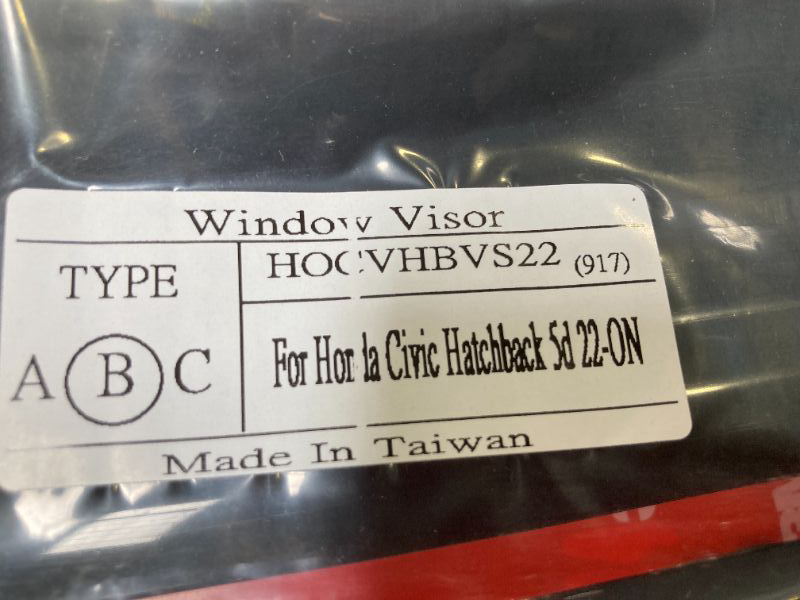 Window Visor
TYPE
A B C
HOCVHBVS22 (917)
For Honda Civic Hatchback 5d 22-ON
Made In Taiwan